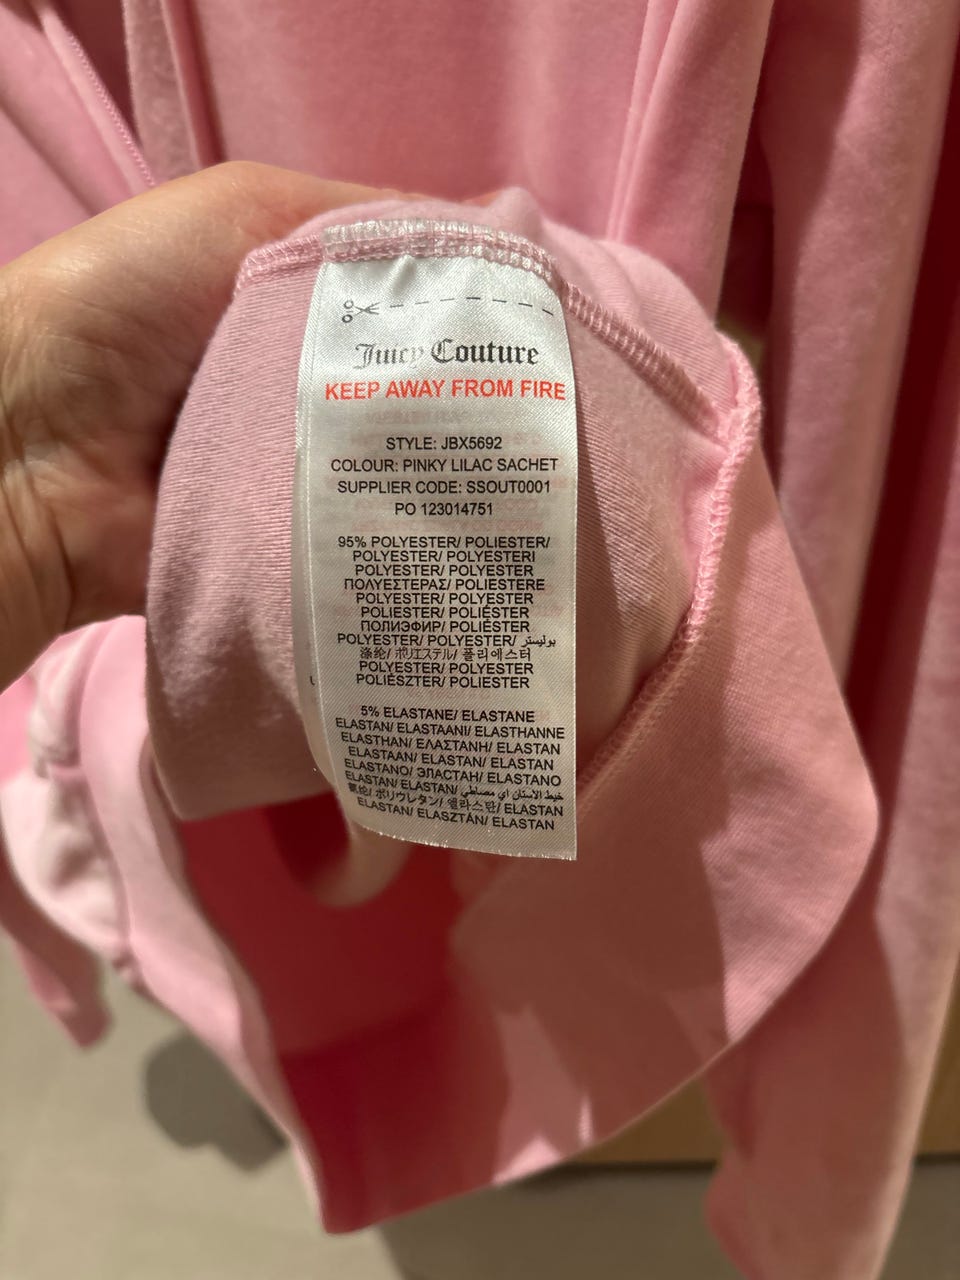 Juicy Couture
KEEP AWAY FROM FIRE
STYLE: JBX5692
COLOUR: PINKY LILAC SACHET
SUPPLIER CODE: SSOUT0001
PO 123014751
95% POLYESTER/ POLIESTER/
POLYESTER/ POLYESTERI
POLYESTER/ POLYESTER
ΠΟΛΥΕΣΤΕΡΑΣ/ POLIESTERE
POLYESTER/ POLYESTER
POLIESTER/ POLIÉSTER
ПОЛИЭФИР/ POLIÉSTER
POLYESTER/ POLYESTER/ بوليستر
涤纶/ ポリエステル/ 폴리에스터
POLYESTER/ POLYESTER
POLIÉSZTER/ POLIESTER
5% ELASTANE/ ELASTANE
ELASTAN/ ELASTAANI/ ELASTHANNE
ELASTHAN/ ΕΛΑΣΤΑΝΗ/ ELASTAN
ELASTAAN/ ELASTAN/ ELASTAN
ELASTANO/ ЭЛАСТАН/ ELASTANO
ELASTAN/ ELASTAN/ خيط الاستان اي مصاطي
氨纶/ ポリウレタン/ 엘라스탄/ ELASTAN
ELASTAN/ ELASZTÁN/ ELASTAN